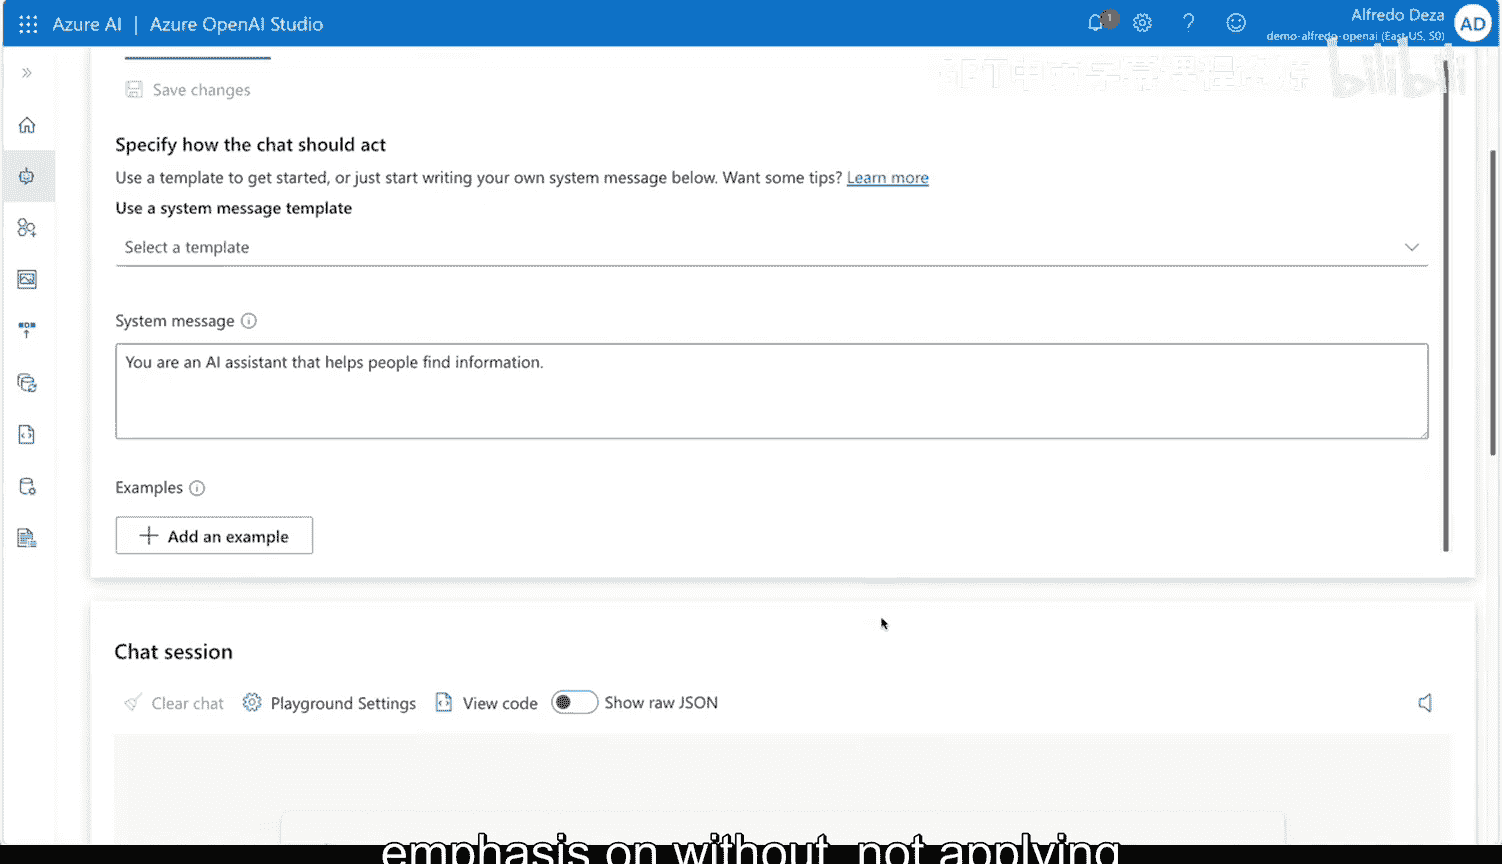 Azure AI | Azure OpenAI Studio
1
Alfredo Deza
demo-alfredo-openai (East US, S0)
AD
bilibili
Save changes
Specify how the chat should act
Use a template to get started, or just start writing your own system message below. Want some tips? Learn more
Use a system message template
Select a template
System message
You are an AI assistant that helps people find information.
Examples
+ Add an example
Chat session
Clear chat Playground Settings View code Show raw JSON
emphasis on without not applying